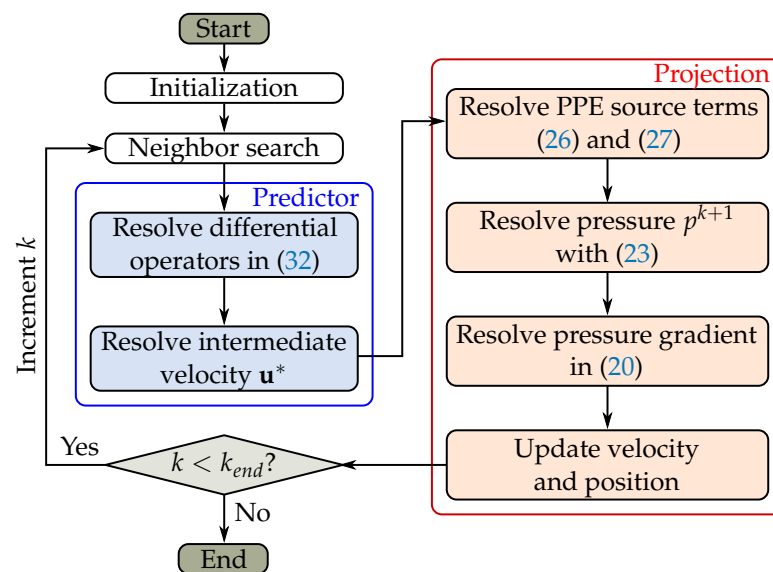 Start
Initialization
Neighbor search
Predictor
Resolve differential
operators in (32)
Resolve intermediate
velocity u*
Projection
Resolve PPE source terms
(26) and (27)
Resolve pressure p^{k+1}
with (23)
Resolve pressure gradient
in (20)
Update velocity
and position
k < k_{end}?
Yes
Increment k
No
End